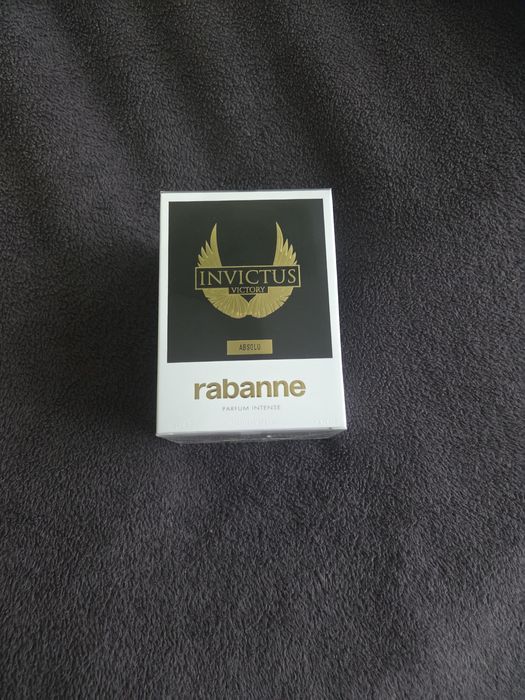 INVICTUS
VICTORY
ABSOLU
rabanne
PARFUM INTENSE